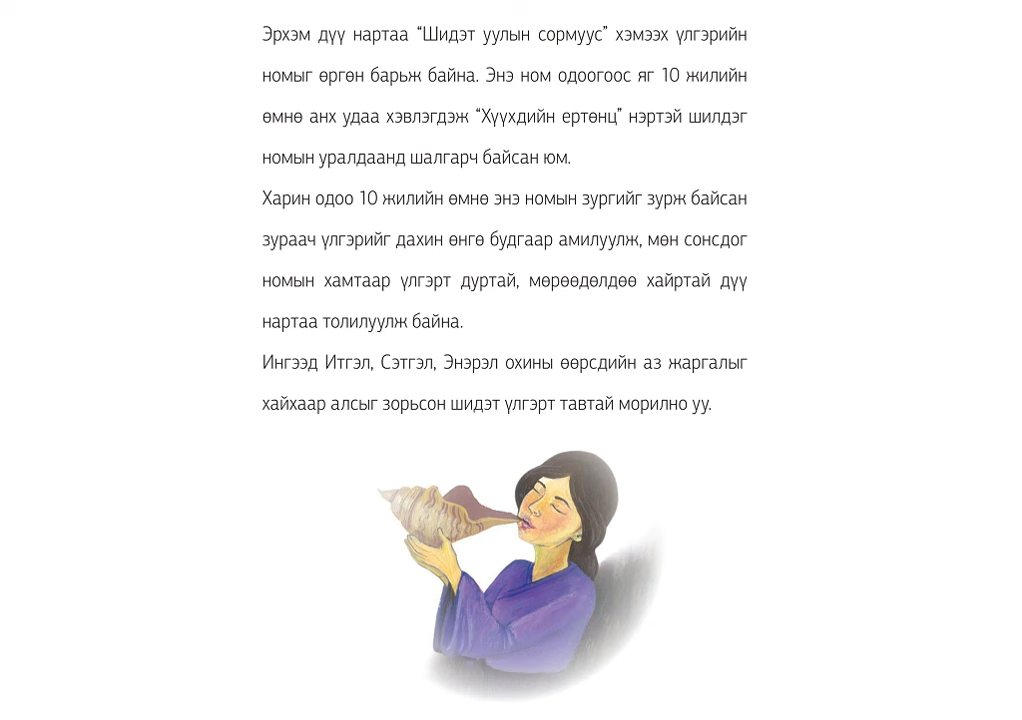 Эрхэм дүү нартаа “Шидэт уулын сормуус” хэмээх үлгэрийн
номыг өргөн барьж байна. Энэ ном одоогоос яг 10 жилийн
өмнө анх удаа хэвлэгдэж “Хүүхдийн ертөнц” нэртэй шилдэг
номын уралдаанд шалгарч байсан юм.
Харин одоо 10 жилийн өмнө энэ номын зургийг зурж байсан
зураач үлгэрийг дахин өнгө будгаар амилуулж, мөн сонсдог
номын хамтаар үлгэрт дуртай, мөрөөдөлдөө хайртай дүү
нартаа толилуулж байна.
Ингээд Итгэл, Сэтгэл, Энэрэл охины өөрсдийн аз жаргалыг
хайхаар алсыг зорьсон шидэт үлгэрт тавтай морилно уу.